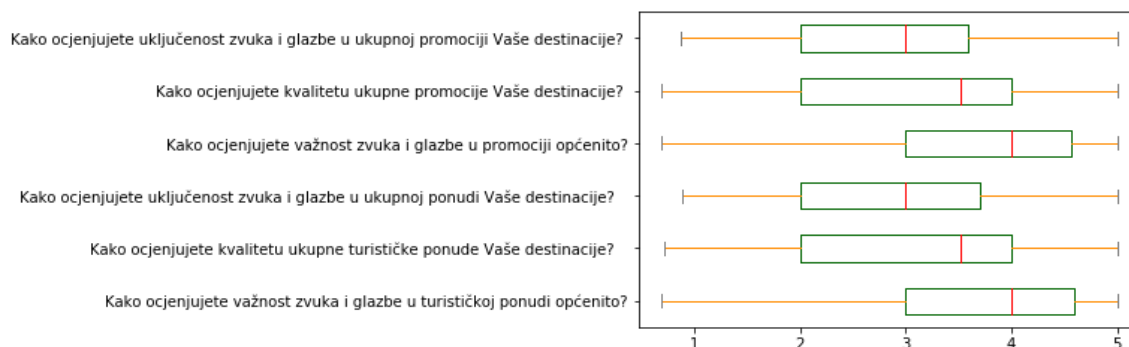 Kako ocjenjujete uključenost zvuka i glazbe u ukupnoj promociji Vaše destinacije?
Kako ocjenjujete kvalitetu ukupne promocije Vaše destinacije?
Kako ocjenjujete važnost zvuka i glazbe u promociji općenito?
Kako ocjenjujete uključenost zvuka i glazbe u ukupnoj ponudi Vaše destinacije?
Kako ocjenjujete kvalitetu ukupne turističke ponude Vaše destinacije?
Kako ocjenjujete važnost zvuka i glazbe u turističkoj ponudi općenito?
1 2 3 4 5